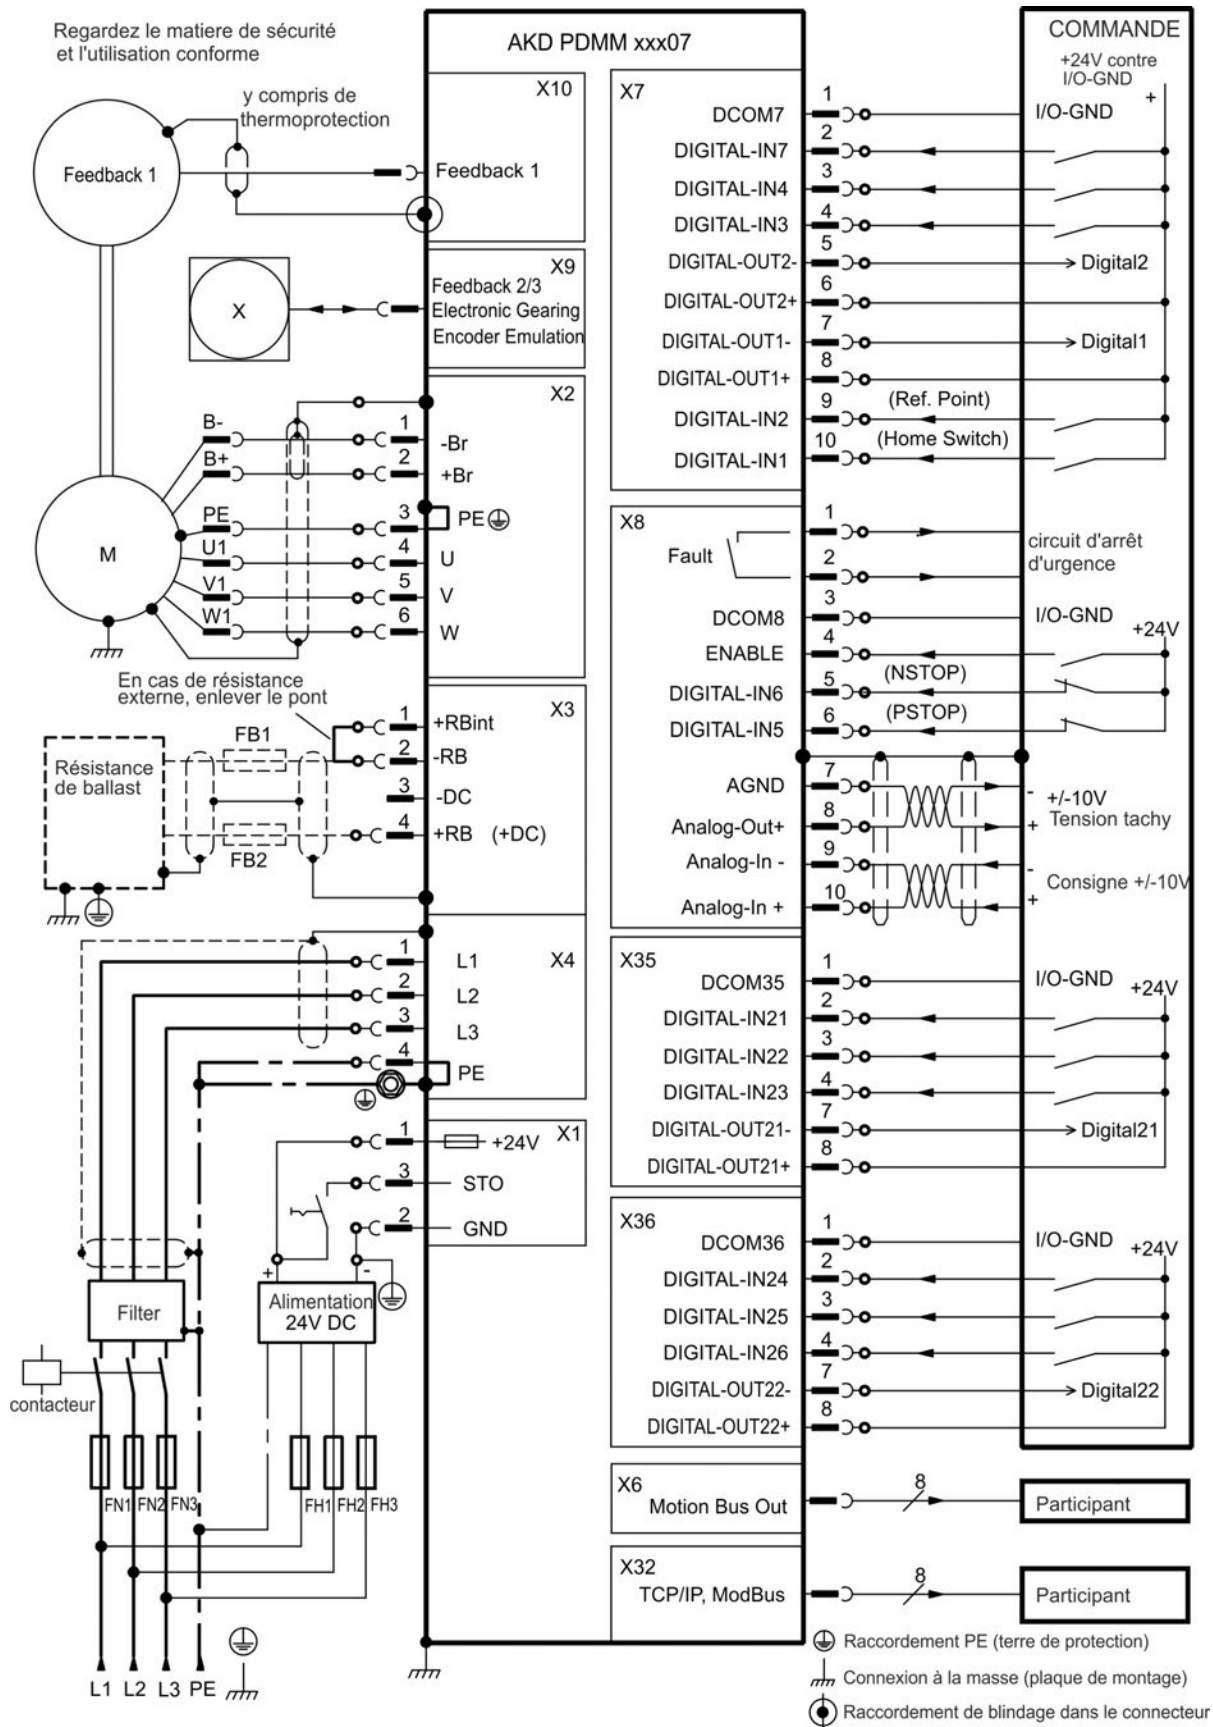 Regardez le matiere de sécurité
et l'utilisation conforme
AKD PDMM xxx07
COMMANDE
+24V contre
I/O-GND
+
y compris de
thermoprotection
Feedback 1
X10
Feedback 1
X
X9
Feedback 2/3
Electronic Gearing
Encoder Emulation
X2
B-
1
-Br
B+
2
+Br
PE
3
PE
U1
4
U
V1
5
V
W1
6
W
M
En cas de résistance
externe, enlever le pont
X3
FB1
1
+RBint
2
-RB
Résistance
de ballast
3
-DC
4
+RB (+DC)
FB2
X4
1
L1
2
L2
3
L3
4
PE
X1
1
+24V
3
STO
2
GND
+
-
Filter
Alimentation
24V DC
contacteur
FN1
FN2
FN3
FH1
FH2
FH3
L1
L2
L3
PE
X7
DCOM7
1
I/O-GND
DIGITAL-IN7
2
DIGITAL-IN4
3
DIGITAL-IN3
4
DIGITAL-OUT2-
5
Digital2
DIGITAL-OUT2+
6
DIGITAL-OUT1-
7
Digital1
DIGITAL-OUT1+
8
DIGITAL-IN2
9
(Ref. Point)
DIGITAL-IN1
10
(Home Switch)
X8
Fault
1
2
circuit d'arrêt
d'urgence
DCOM8
3
I/O-GND
+24V
ENABLE
4
DIGITAL-IN6
5
(NSTOP)
DIGITAL-IN5
6
(PSTOP)
AGND
7
-
+/-10V
Tension tachy
Analog-Out+
8
+
Analog-In -
9
-
Consigne +/-10V
Analog-In +
10
+
X35
DCOM35
1
I/O-GND
+24V
DIGITAL-IN21
2
DIGITAL-IN22
3
DIGITAL-IN23
4
DIGITAL-OUT21-
7
Digital21
DIGITAL-OUT21+
8
X36
DCOM36
1
I/O-GND
+24V
DIGITAL-IN24
2
DIGITAL-IN25
3
DIGITAL-IN26
4
DIGITAL-OUT22-
7
Digital22
DIGITAL-OUT22+
8
X6
Motion Bus Out
8
Participant
X32
TCP/IP, ModBus
8
Participant
Raccordement PE (terre de protection)
Connexion à la masse (plaque de montage)
Raccordement de blindage dans le connecteur